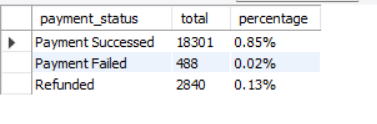 payment_status total percentage
Payment Successed 18301 0.85%
Payment Failed 488 0.02%
Refunded 2840 0.13%